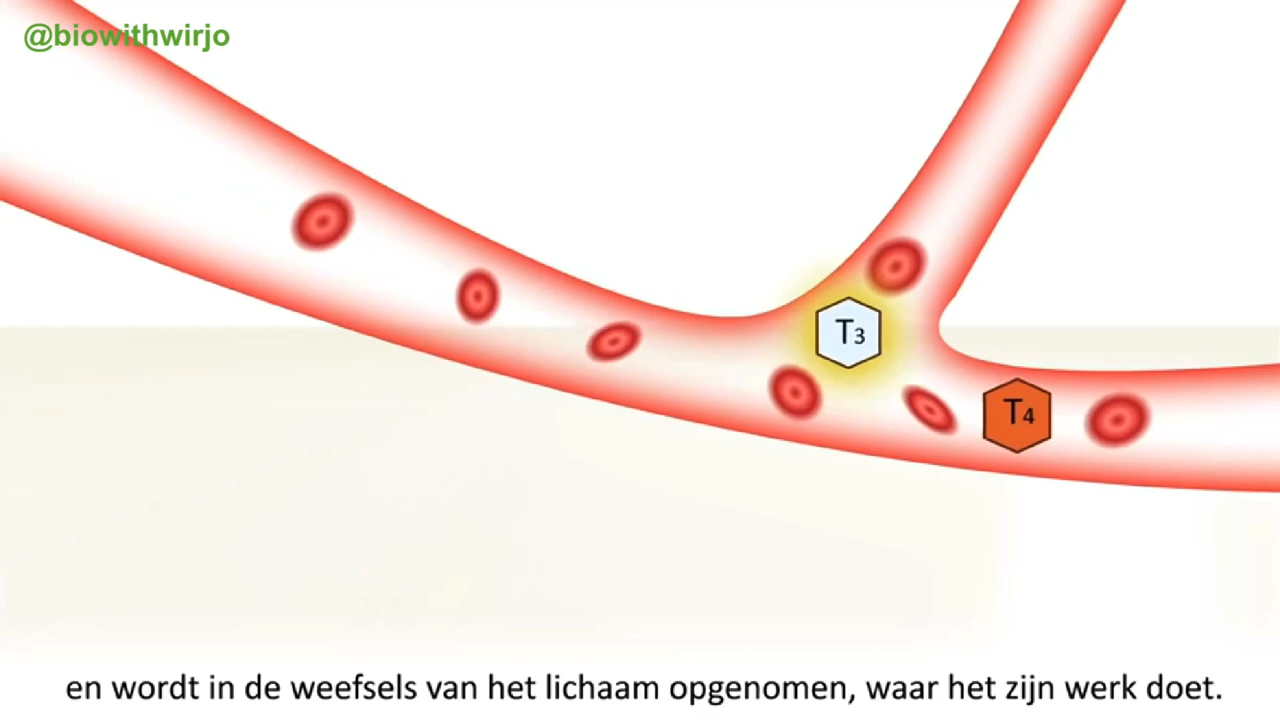 @biowithwirjo
T3
T4
en wordt in de weefsels van het lichaam opgenomen, waar het zijn werk doet.